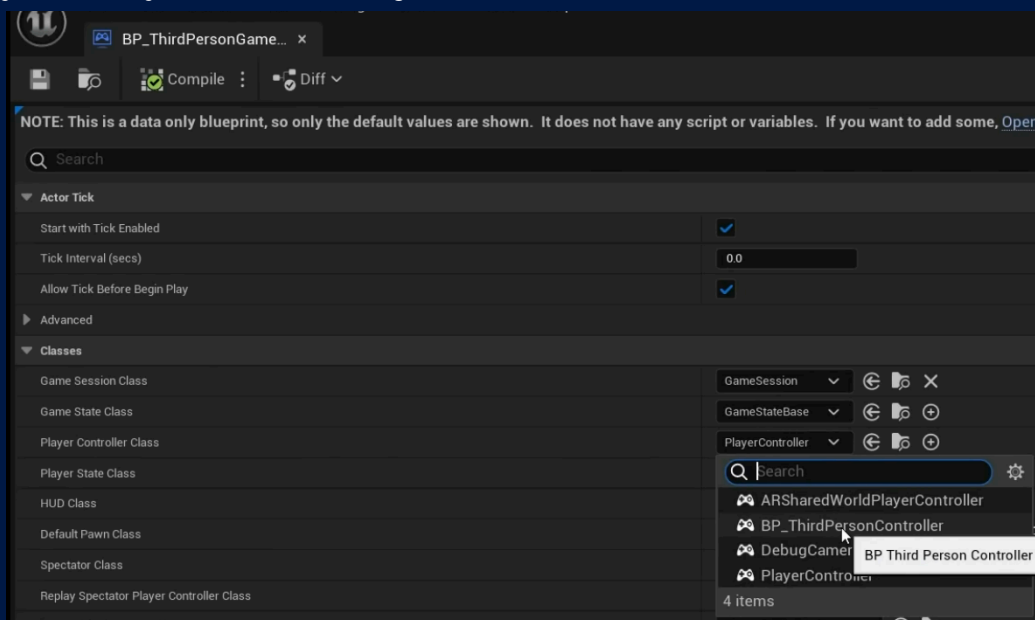 BP_ThirdPersonGame... ×
Compile Diff
NOTE: This is a data only blueprint, so only the default values are shown. It does not have any script or variables. If you want to add some, Open
Search
Actor Tick
Start with Tick Enabled
Tick Interval (secs) 0.0
Allow Tick Before Begin Play
Advanced
Classes
Game Session Class GameSession
Game State Class GameStateBase
Player Controller Class PlayerController
Player State Class Search
ARSharedWorldPlayerController
HUD Class
BP_ThirdPersonController
Default Pawn Class
DebugCamer BP Third Person Controller
Spectator Class
PlayerController
Replay Spectator Player Controller Class
4 items